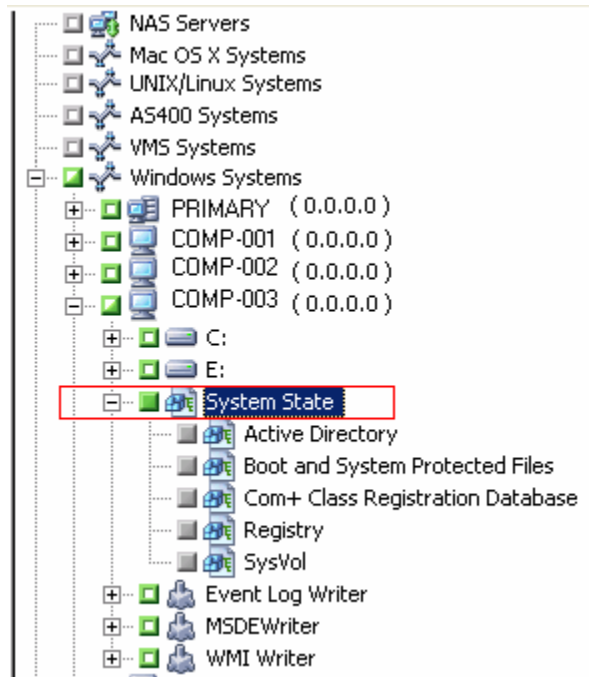 NAS Servers
Mac OS X Systems
UNIX/Linux Systems
AS400 Systems
VMS Systems
Windows Systems
PRIMARY (0.0.0.0)
COMP-001 (0.0.0.0)
COMP-002 (0.0.0.0)
COMP-003 (0.0.0.0)
C:
E:
System State
Active Directory
Boot and System Protected Files
Com+ Class Registration Database
Registry
SysVol
Event Log Writer
MSDEWriter
WMI Writer